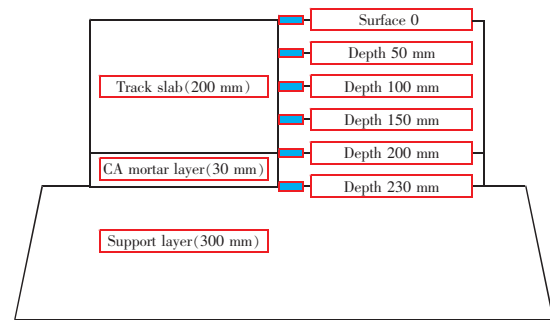 Surface 0
Depth 50 mm
Track slab(200 mm)
Depth 100 mm
Depth 150 mm
Depth 200 mm
CA mortar layer(30 mm)
Depth 230 mm
Support layer(300 mm)